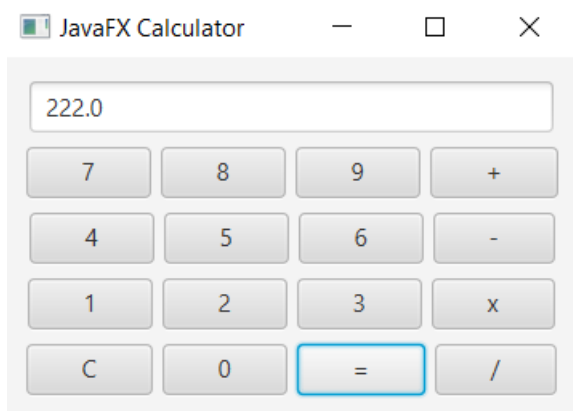 JavaFX Calculator
222.0
7 8 9 +
4 5 6 -
1 2 3 x
C 0 = /